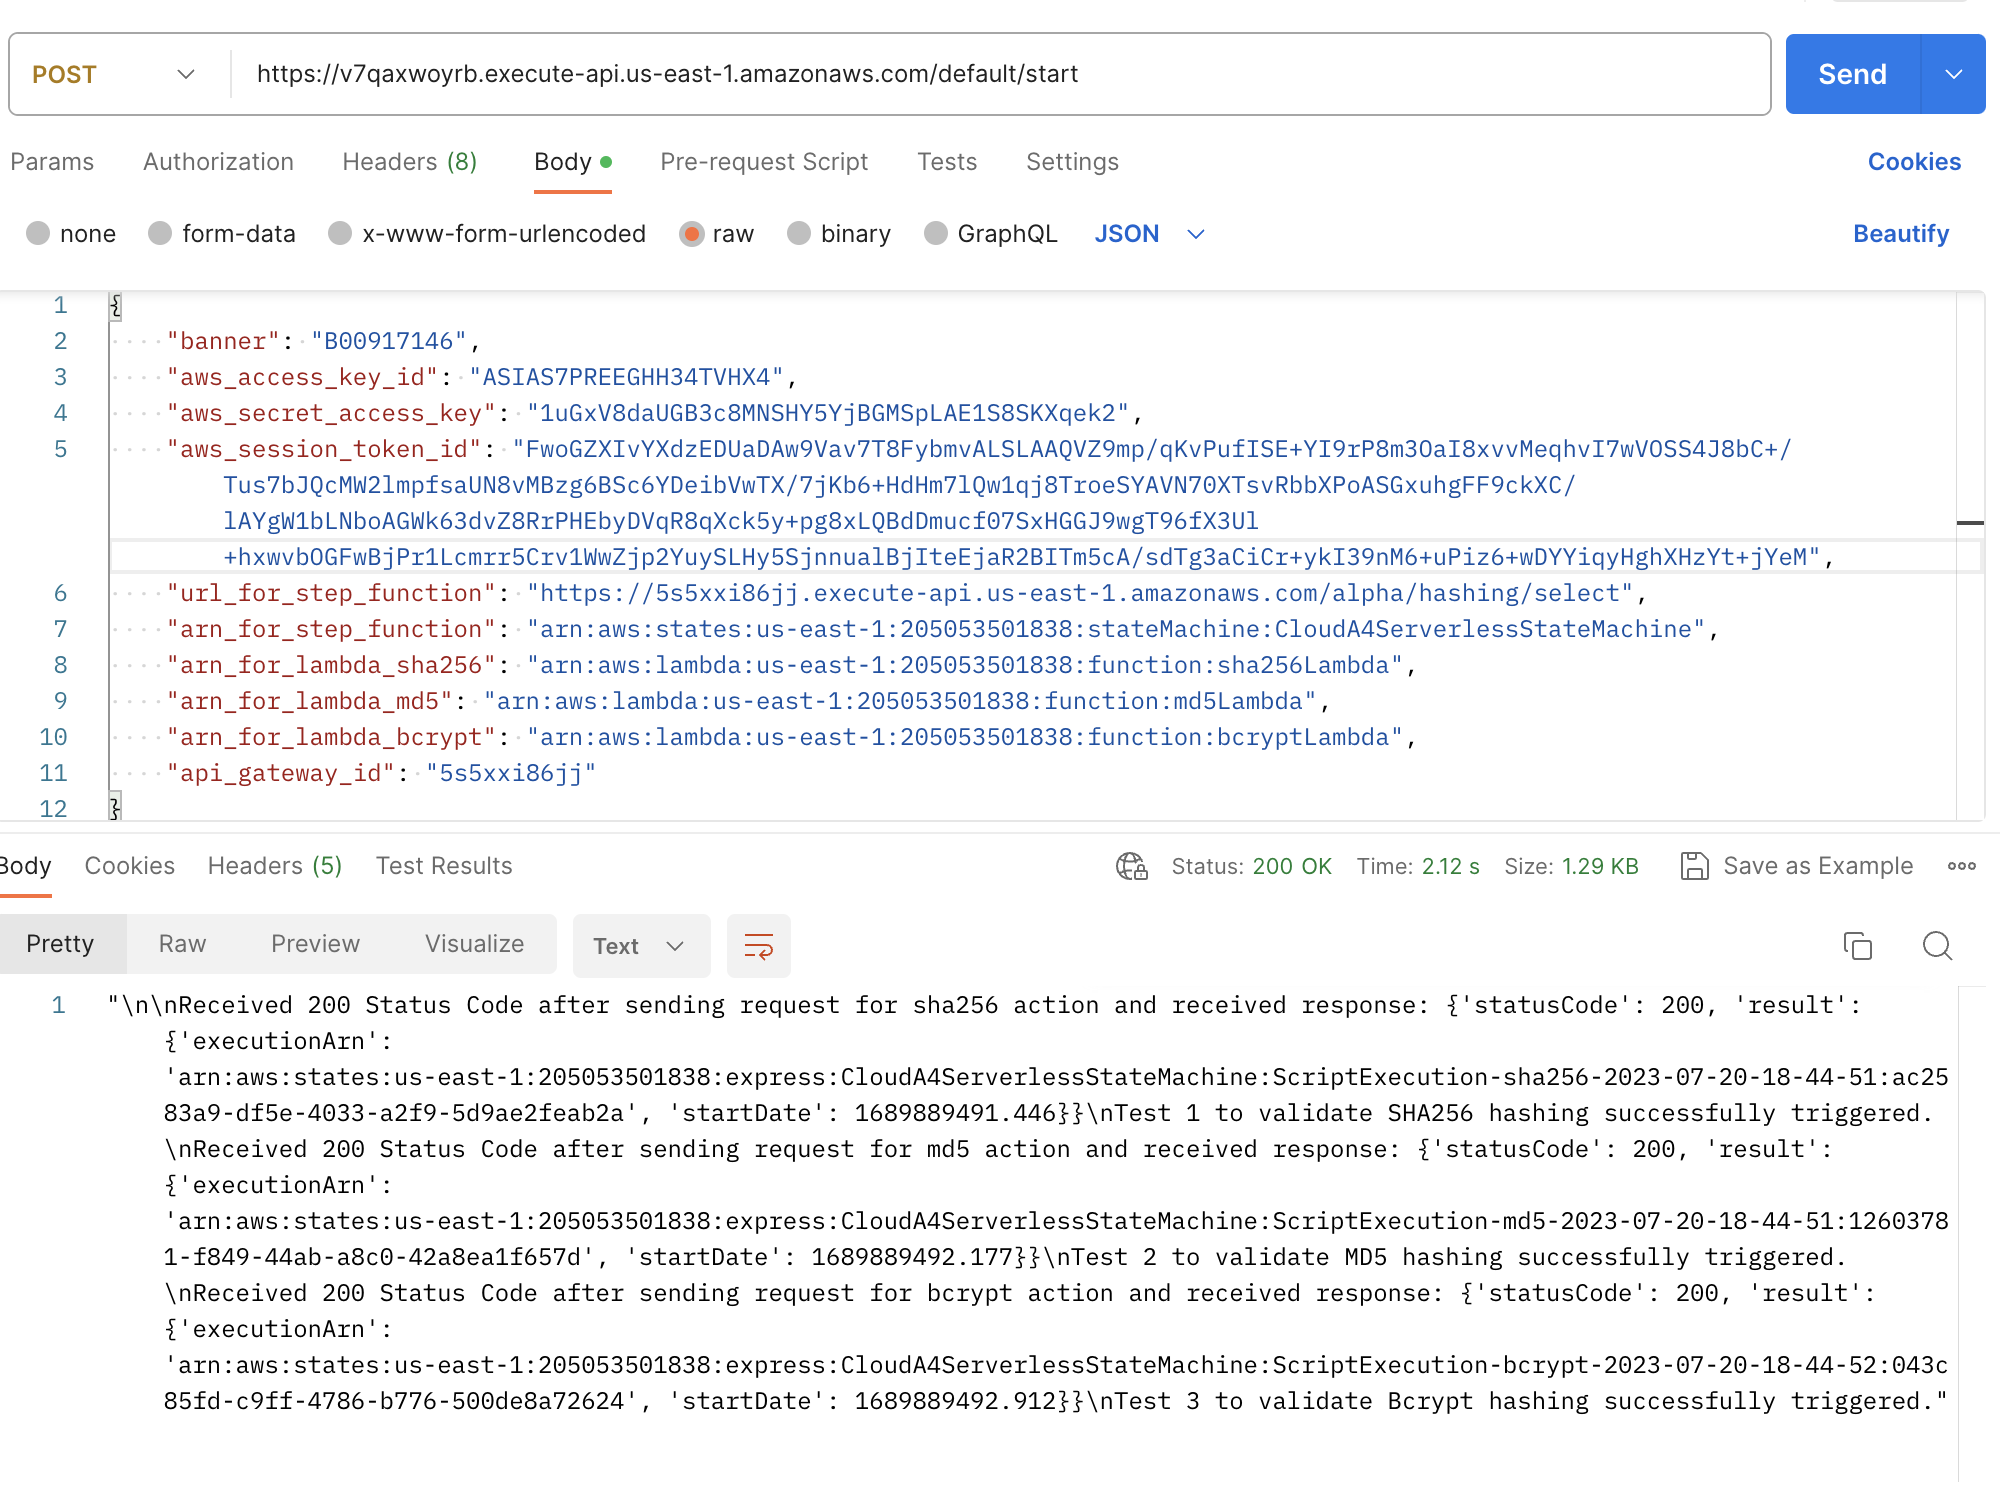 POST https://v7qaxwoyrb.execute-api.us-east-1.amazonaws.com/default/start Send
Params Authorization Headers (8) Body Pre-request Script Tests Settings Cookies
none form-data x-www-form-urlencoded raw binary GraphQL JSON Beautify
1 {
2 "banner": "B00917146",
3 "aws_access_key_id": "ASIAS7PREEGHH34TVHX4",
4 "aws_secret_access_key": "1uGxV8daUGB3c8MNSHY5YjBGMSpLAE1S8SKXqek2",
5 "aws_session_token_id": "FwoGZXIvYXdzEDUaDAw9Vav7T8FybmvALSLAAQVZ9mp/qKvPufISE+YI9rP8m3OaI8xvvMeqhvI7wVOSS4J8bC+/
Tus7bJQcMW2lmpfsaUN8vMBzg6BSc6YDeibVwTX/7jKb6+HdHm7lQw1qj8TroeSYAVN70XTsvRbbXPoASGxuhgFF9ckXC/
lAYgW1bLNboAGWk63dvZ8RrPHEbyDVqR8qXck5y+pg8xLQBdDmucf07SxHGGJ9wgT96fX3Ul
+hxwvbOGFwBjPr1Lcmrr5Crv1WwZjp2YuySLHy5SjnnualBjIteEjaR2BITm5cA/sdTg3aCiCr+ykI39nM6+uPiz6+wDYYiqyHghXHzYt+jYeM",
6 "url_for_step_function": "https://5s5xxi86jj.execute-api.us-east-1.amazonaws.com/alpha/hashing/select",
7 "arn_for_step_function": "arn:aws:states:us-east-1:205053501838:stateMachine:CloudA4ServerlessStateMachine",
8 "arn_for_lambda_sha256": "arn:aws:lambda:us-east-1:205053501838:function:sha256Lambda",
9 "arn_for_lambda_md5": "arn:aws:lambda:us-east-1:205053501838:function:md5Lambda",
10 "arn_for_lambda_bcrypt": "arn:aws:lambda:us-east-1:205053501838:function:bcryptLambda",
11 "api_gateway_id": "5s5xxi86jj"
12 }
Body Cookies Headers (5) Test Results Status: 200 OK Time: 2.12 s Size: 1.29 KB Save as Example
Pretty Raw Preview Visualize Text
1 "\n\nReceived 200 Status Code after sending request for sha256 action and received response: {'statusCode': 200, 'result':
{'executionArn':
'arn:aws:states:us-east-1:205053501838:express:CloudA4ServerlessStateMachine:ScriptExecution-sha256-2023-07-20-18-44-51:ac25
83a9-df5e-4033-a2f9-5d9ae2feab2a', 'startDate': 1689889491.446}}\nTest 1 to validate SHA256 hashing successfully triggered.
\nReceived 200 Status Code after sending request for md5 action and received response: {'statusCode': 200, 'result':
{'executionArn':
'arn:aws:states:us-east-1:205053501838:express:CloudA4ServerlessStateMachine:ScriptExecution-md5-2023-07-20-18-44-51:1260378
1-f849-44ab-a8c0-42a8ea1f657d', 'startDate': 1689889492.177}}\nTest 2 to validate MD5 hashing successfully triggered.
\nReceived 200 Status Code after sending request for bcrypt action and received response: {'statusCode': 200, 'result':
{'executionArn':
'arn:aws:states:us-east-1:205053501838:express:CloudA4ServerlessStateMachine:ScriptExecution-bcrypt-2023-07-20-18-44-52:043c
85fd-c9ff-4786-b776-500de8a72624', 'startDate': 1689889492.912}}\nTest 3 to validate Bcrypt hashing successfully triggered."